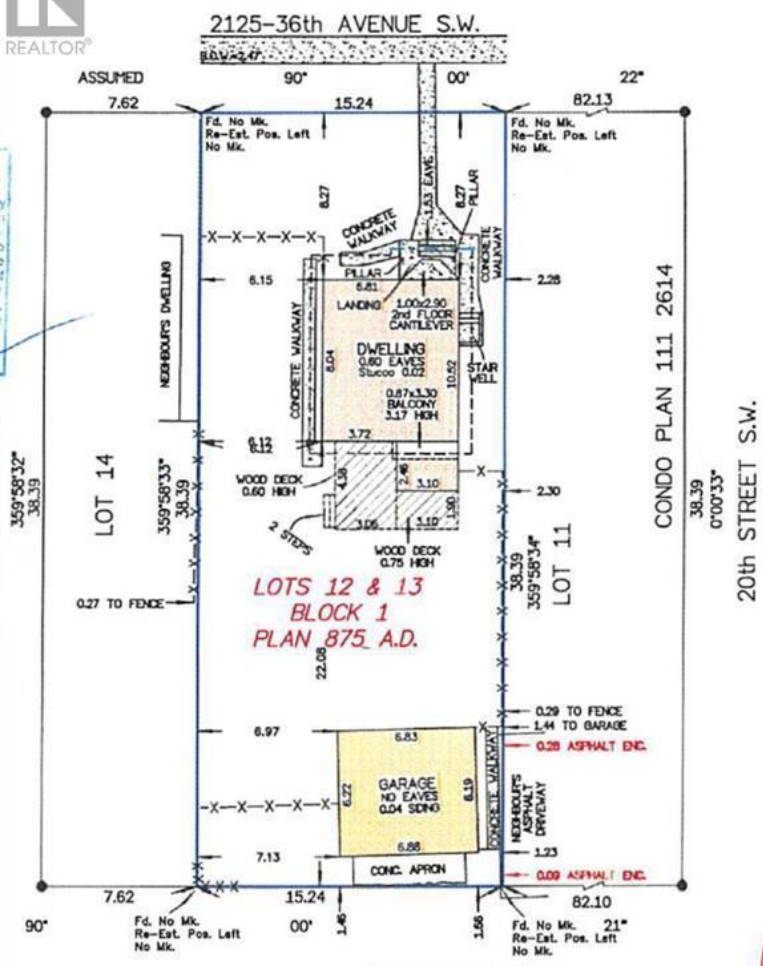 REALTOR®
2125-36th AVENUE S.W.
ASSUMED
90°
00'
22"
7.62
15.24
82.13
Fd. No Mk.
Re-Est. Pos. Left
No Mk.
Fd. No Mk.
Re-Est. Pos. Left
No Mk.
8.27
1.53 EAVE
8.27
PILLAR
CONCRETE
WALKWAY
CONCRETE
WALKWAY
PILLAR
6.15
6.81
2.28
LANDING
1.00x2.90
2nd FLOOR
CANTILEVER
NEIGHBOUR'S DWELLING
CONCRETE WALKWAY
8.04
DWELLING
0.60 EAVES
Stucco 0.02
10.52
STAIR
WELL
0.87x3.30
BALCONY
3.17 HIGH
CONDO PLAN 111 2614
6.12
6.12
3.72
WOOD DECK
0.60 HIGH
4.38
2.46
3.10
1.90
2.30
3.06
3.10
2 STEPS
WOOD DECK
0.75 HIGH
359°58'32"
38.39
LOT 14
359°58'33"
38.39
38.39
359°58'34"
LOT 11
38.39
0°00'33"
20th STREET S.W.
0.27 TO FENCE
LOTS 12 & 13
BLOCK 1
PLAN 875 A.D.
22.08
0.29 TO FENCE
1.44 TO GARAGE
0.28 ASPHALT ENC.
6.97
6.83
6.22
GARAGE
NO EAVES
0.04 SIDING
6.19
CONCRETE WALKWAY
NEIGHBOUR'S
ASPHALT
DRIVEWAY
6.88
7.13
CONC. APRON
1.23
0.09 ASPHALT ENC.
7.62
15.24
82.10
90°
Fd. No Mk.
Re-Est. Pos. Left
No Mk.
00'
1.45
1.66
Fd. No Mk.
Re-Est. Pos. Left
No Mk.
21"